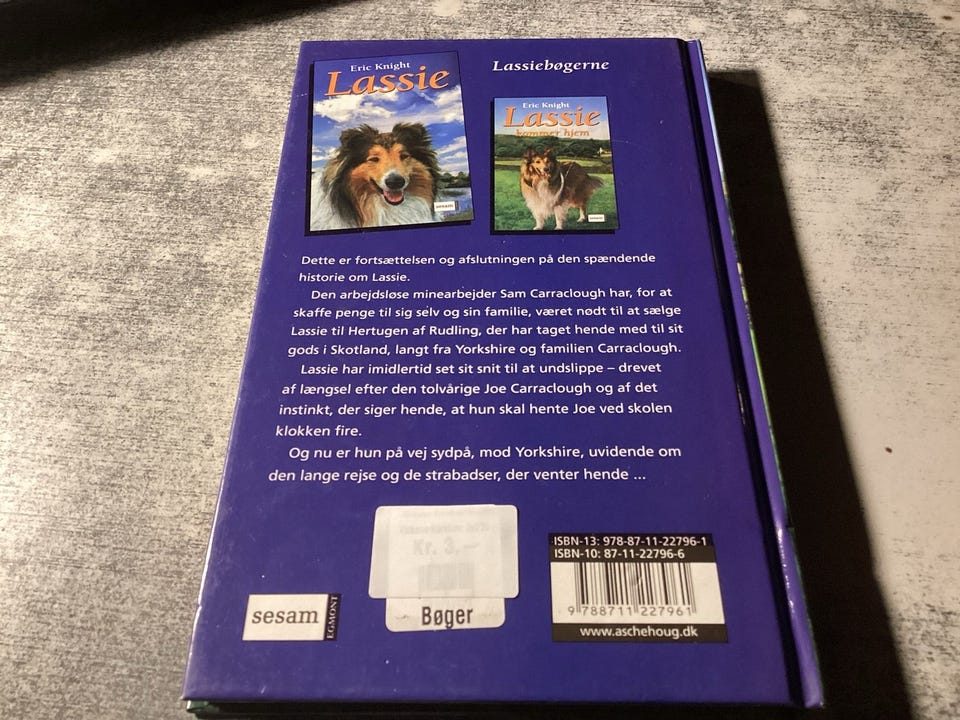 Eric Knight
Lassie
sesam
Lassiebøgerne
Eric Knight
Lassie
kommer hjem
sesam
Dette er fortsættelsen og afslutningen på den spændende
historie om Lassie.
Den arbejdsløse minearbejder Sam Carraclough har, for at
skaffe penge til sig selv og sin familie, været nødt til at sælge
Lassie til Hertugen af Rudling, der har taget hende med til sit
gods i Skotland, langt fra Yorkshire og familien Carraclough.
Lassie har imidlertid set sit snit til at undslippe – drevet
af længsel efter den tolvårige Joe Carraclough og af det
instinkt, der siger hende, at hun skal hente Joe ved skolen
klokken fire.
Og nu er hun på vej sydpå, mod Yorkshire, uvidende om
den lange rejse og de strabadser, der venter hende ...
Kr. 3.–
Bøger
sesam
EGMONT
ISBN-13: 978-87-11-22796-1
ISBN-10: 87-11-22796-6
9 788711 227961
www.aschehoug.dk